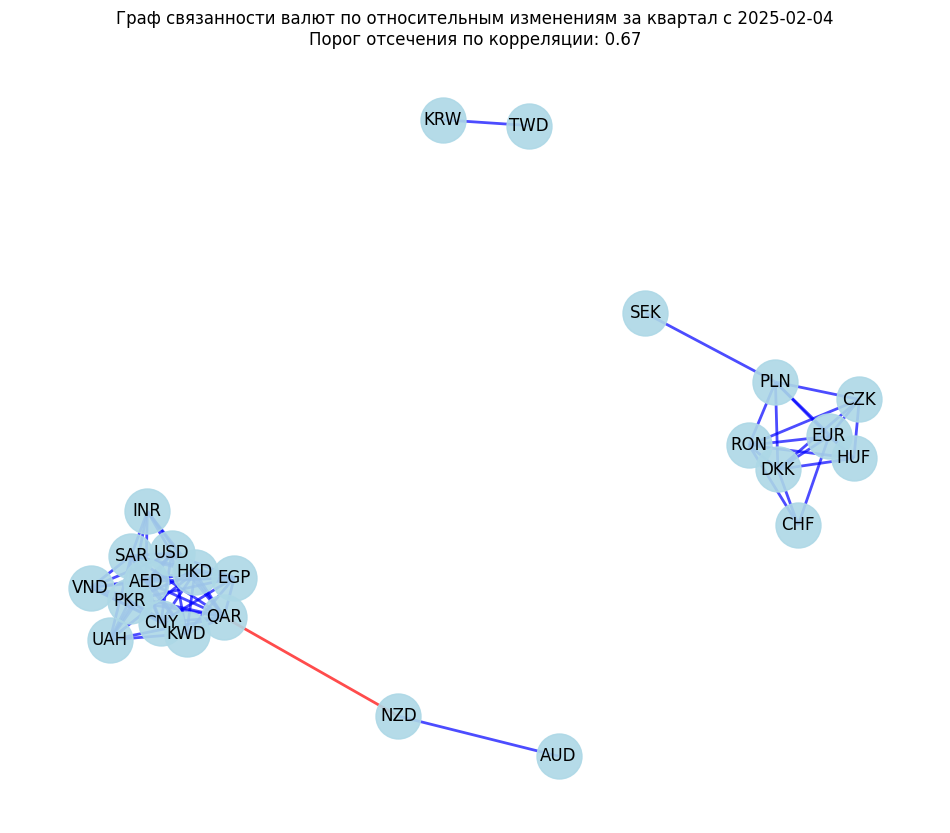 Граф связанности валют по относительным изменениям за квартал с 2025-02-04
Порог отсечения по корреляции: 0.67
KRW
TWD
SEK
PLN
CZK
EUR
RON
HUF
DKK
INR
CHF
USD
SAR
HKD
EGP
AED
VND
PKR
QAR
CNY
KWD
UAH
NZD
AUD